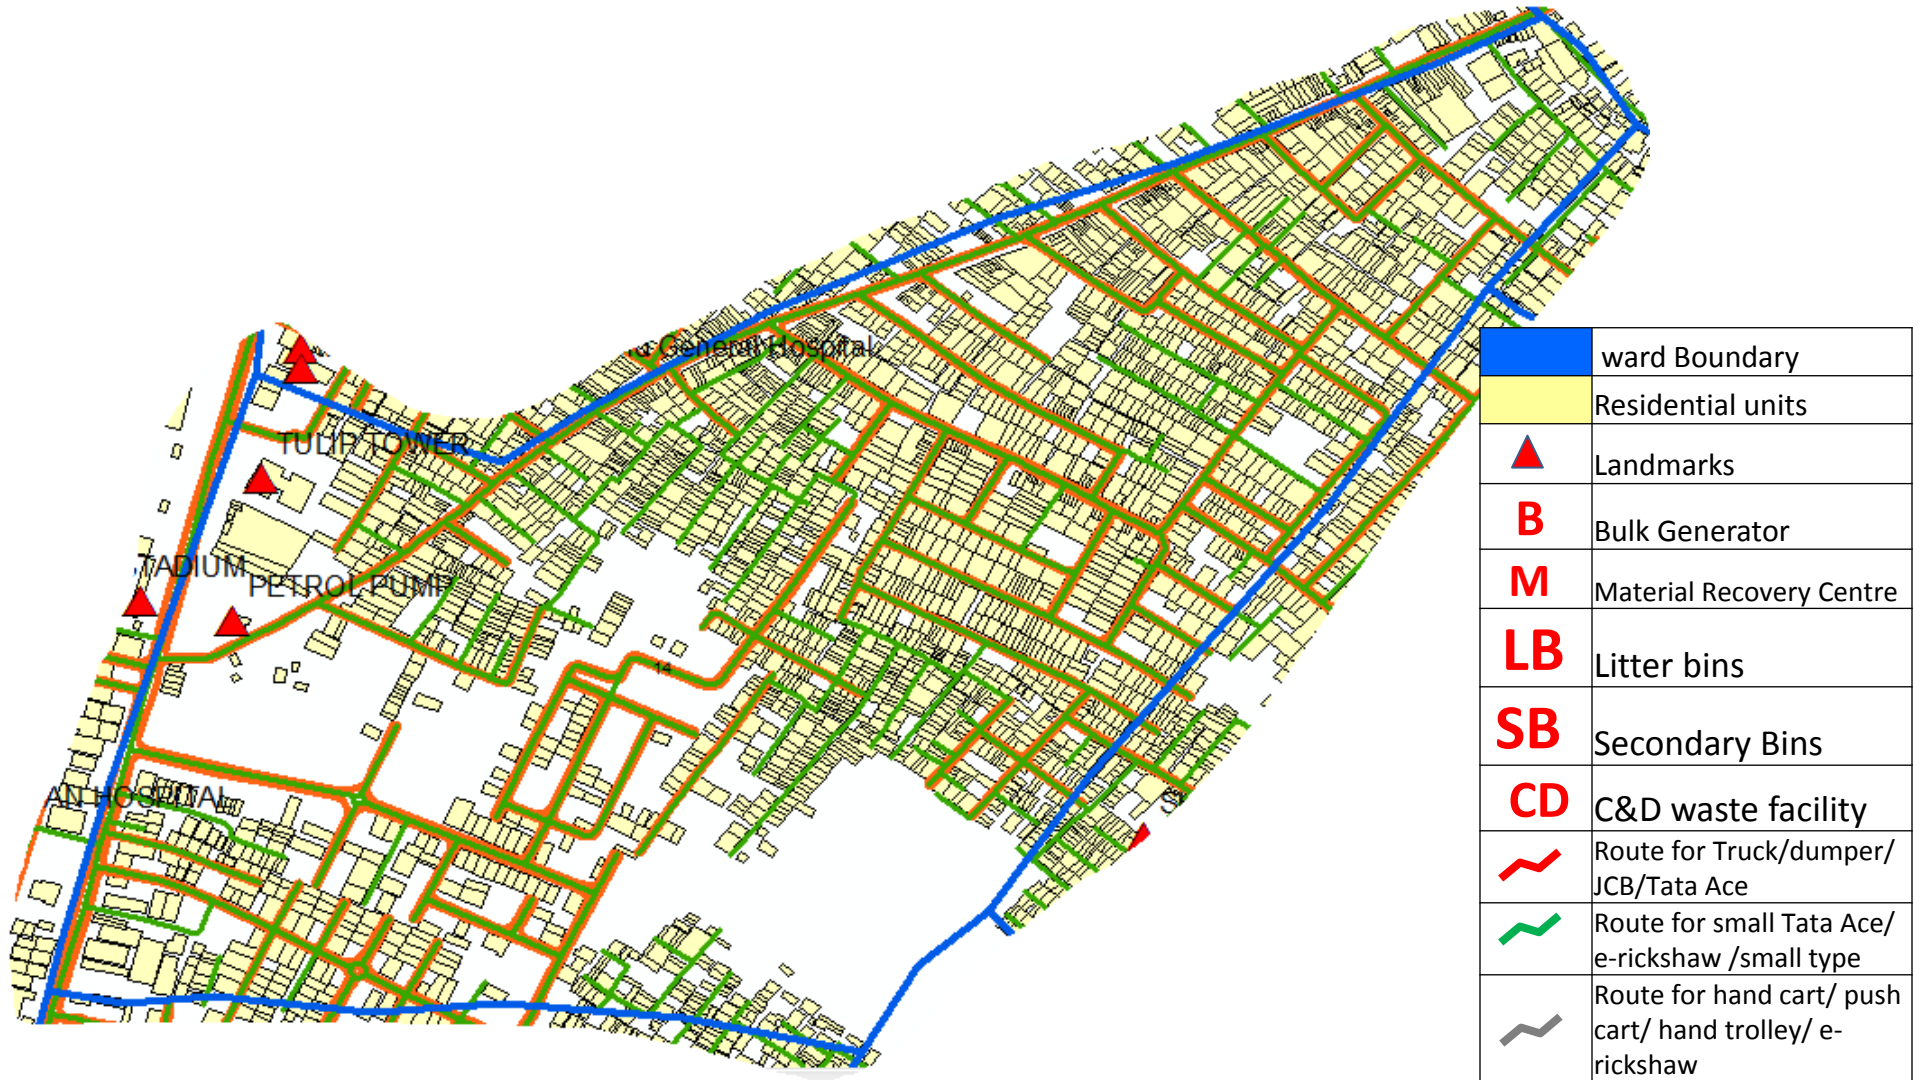 General Hospital
TULIP TOWER
TADIUM
PETROL PUMP
14
AN HOSPITAL
S
ward Boundary
Residential units
Landmarks
B
Bulk Generator
M
Material Recovery Centre
LB
Litter bins
SB
Secondary Bins
CD
C&D waste facility
Route for Truck/dumper/
JCB/Tata Ace
Route for small Tata Ace/
e-rickshaw /small type
Route for hand cart/ push
cart/ hand trolley/ e-
rickshaw